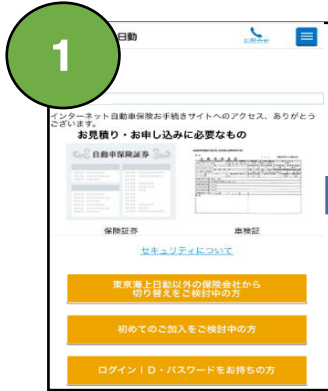 1
日動
お問合せ
インターネット自動車保険お手続きサイトへのアクセス、ありがとう
ございます。
お見積り・お申し込みに必要なもの
自動車保険証券
保険証券
車検証
セキュリティについて
東京海上日動以外の保険会社から
切り替えをご検討中の方
初めてのご加入をご検討中の方
ログインID・パスワードをお持ちの方